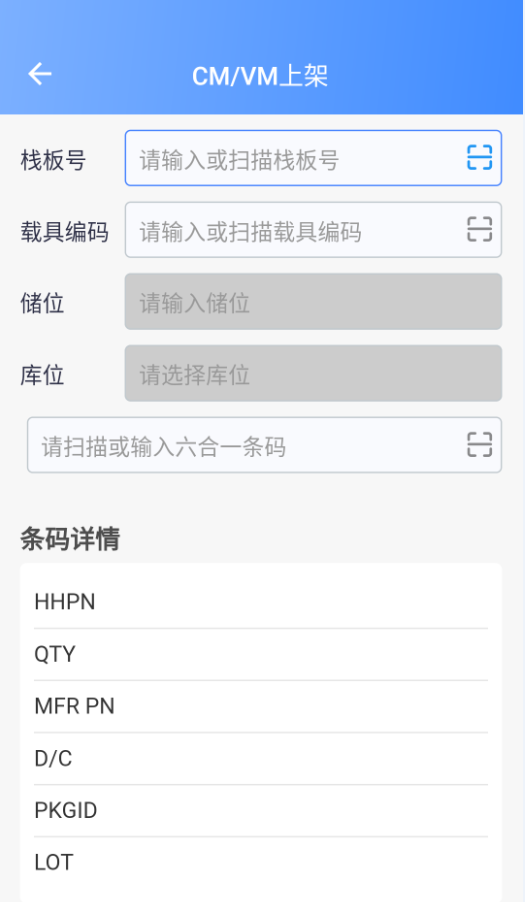 CM/VM上架
栈板号 请输入或扫描栈板号
载具编码 请输入或扫描载具编码
储位 请输入储位
库位 请选择库位
请扫描或输入六合一条码
条码详情
HHPN
QTY
MFR PN
D/C
PKGID
LOT